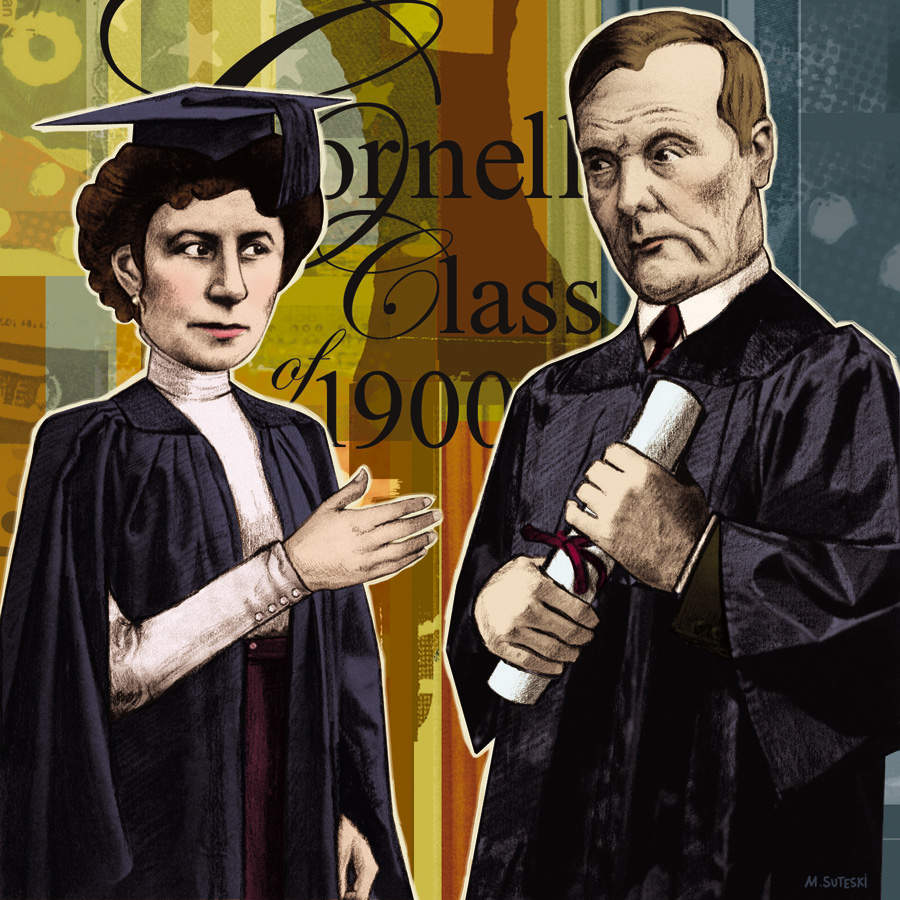 Cornell
Class
of
1900
M. SUTESKI